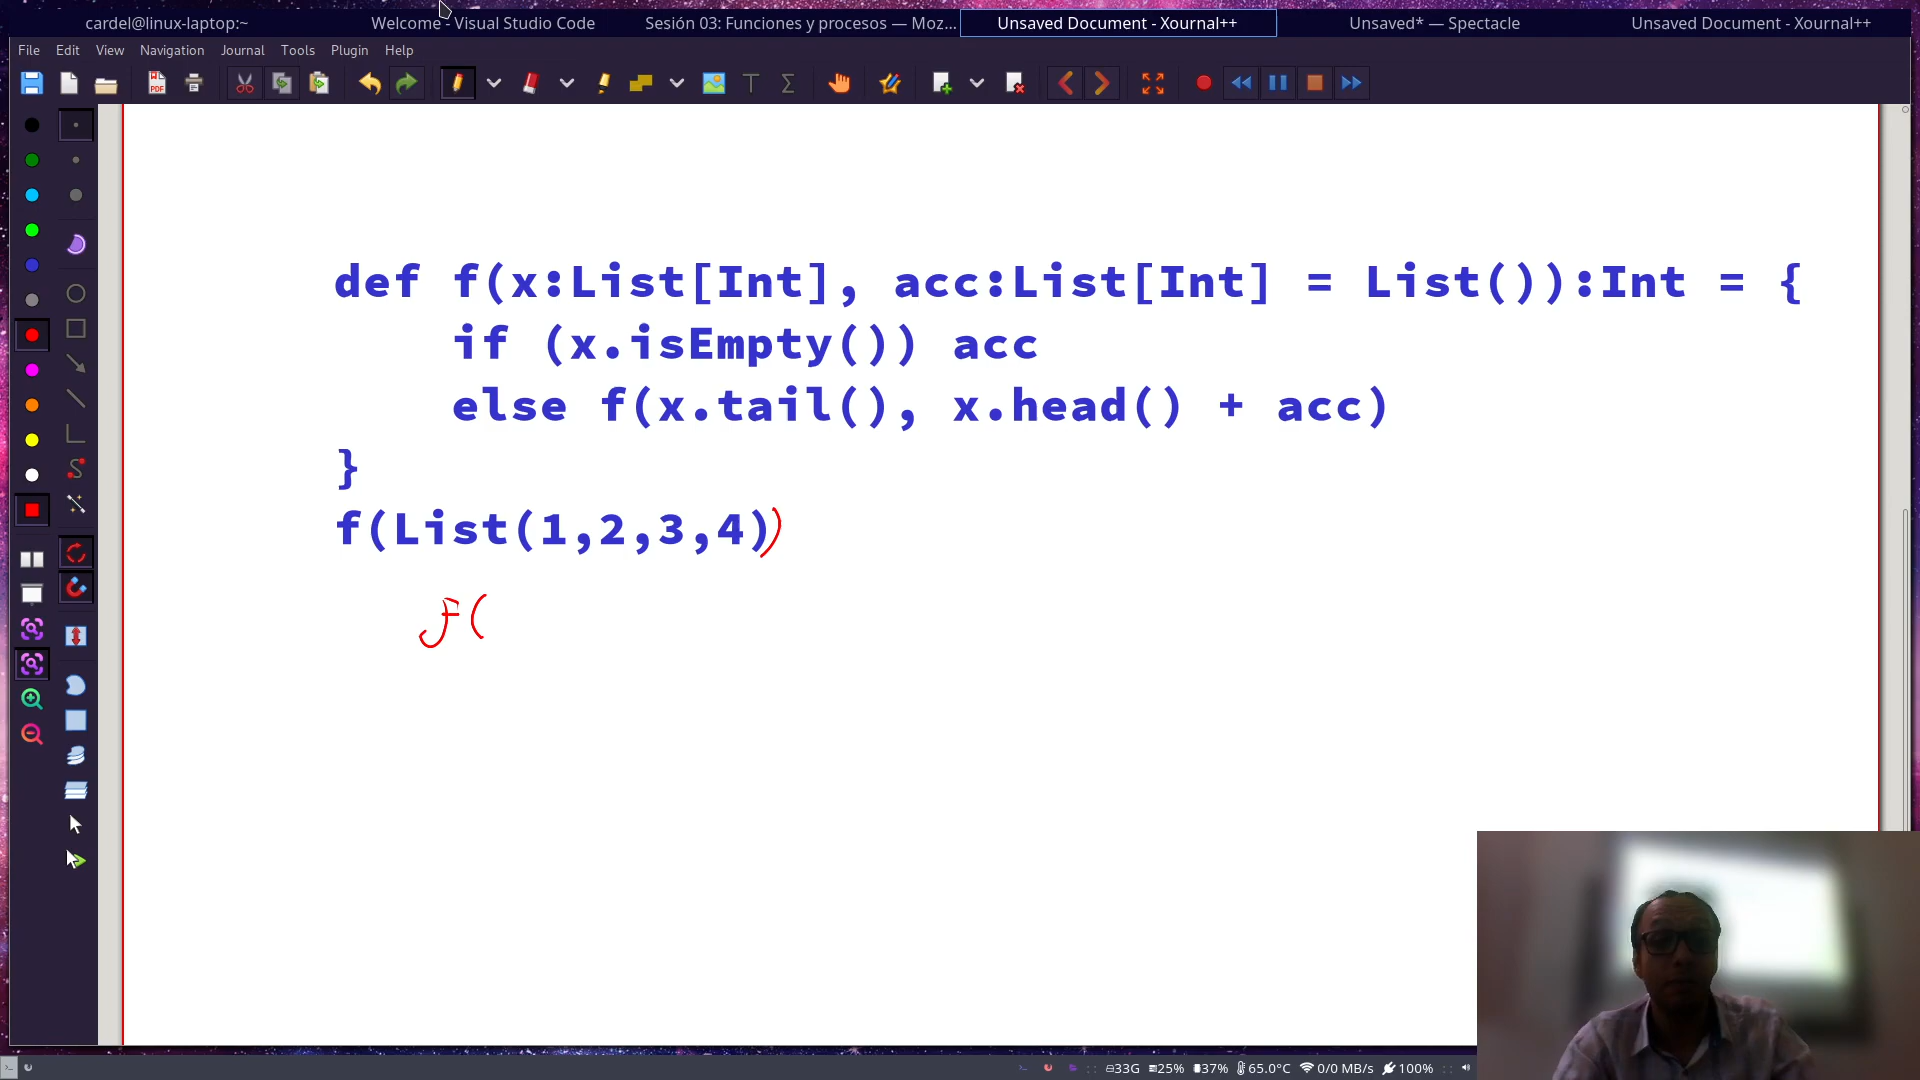 cardel@linux-laptop:~ Welcome - Visual Studio Code Sesión 03: Funciones y procesos — Moz... Unsaved Document - Xournal++ Unsaved* — Spectacle Unsaved Document - Xournal++
File Edit View Navigation Journal Tools Plugin Help
def f(x:List[Int], acc:List[Int] = List()):Int = {
if (x.isEmpty()) acc
else f(x.tail(), x.head() + acc)
}
f(List(1,2,3,4))
f(
33G 25% 37% 65.0°C 0/0 MB/s 100%